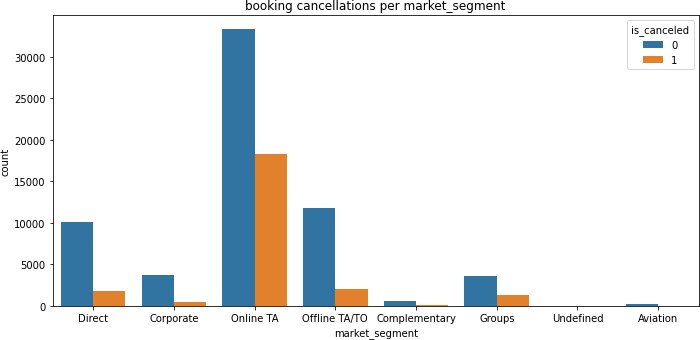 booking cancellations per market_segment
is_canceled
0
1
30000
25000
20000
15000
10000
5000
0
count
Direct Corporate Online TA Offline TA/TO Complementary Groups Undefined Aviation
market_segment